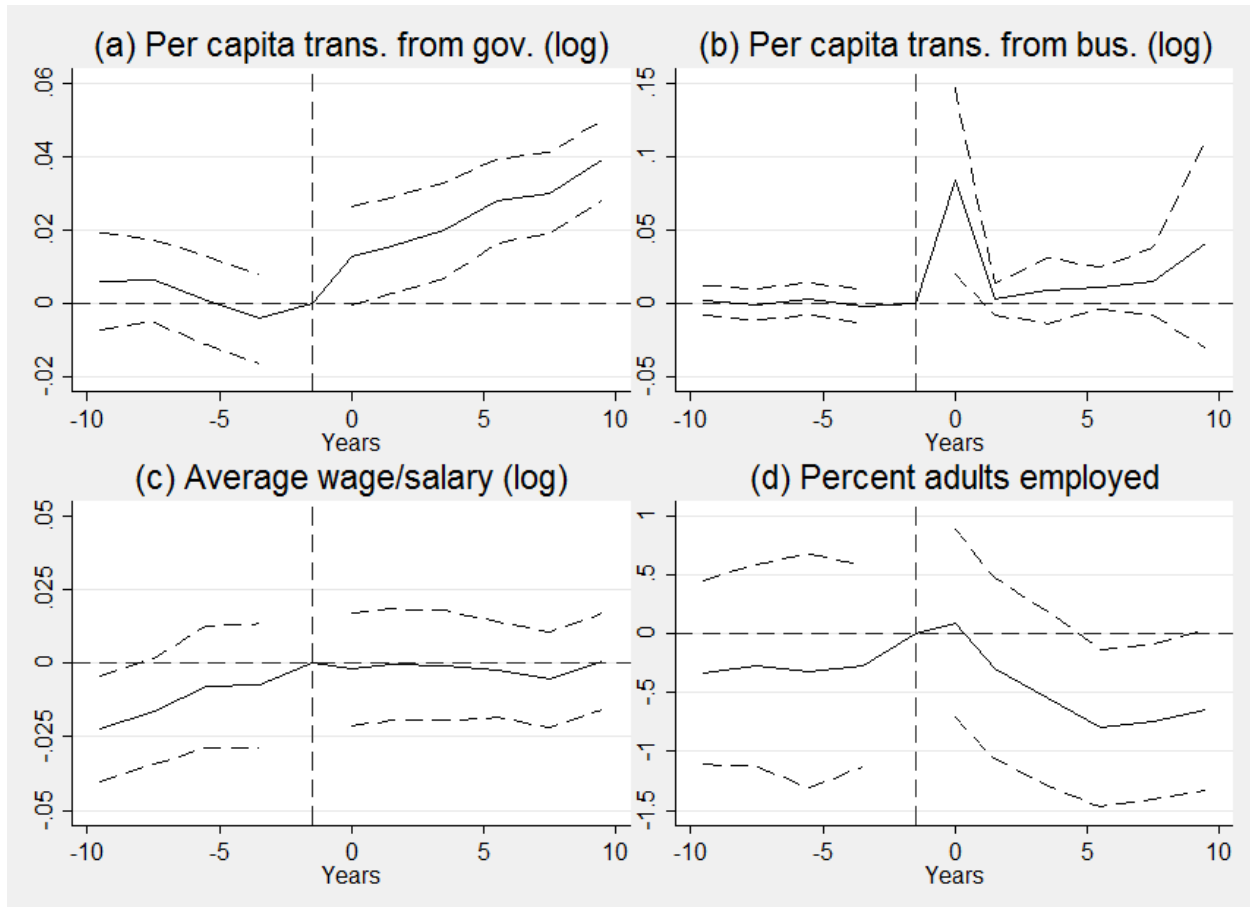 (a) Per capita trans. from gov. (log)
.06
.04
.02
0
-.02
-10 -5 0 5 10
Years
(b) Per capita trans. from bus. (log)
.15
.1
.05
0
-.05
-10 -5 0 5 10
Years
(c) Average wage/salary (log)
.05
.025
0
-.025
-.05
-10 -5 0 5 10
Years
(d) Percent adults employed
1
.5
0
-.5
-1
-1.5
-10 -5 0 5 10
Years